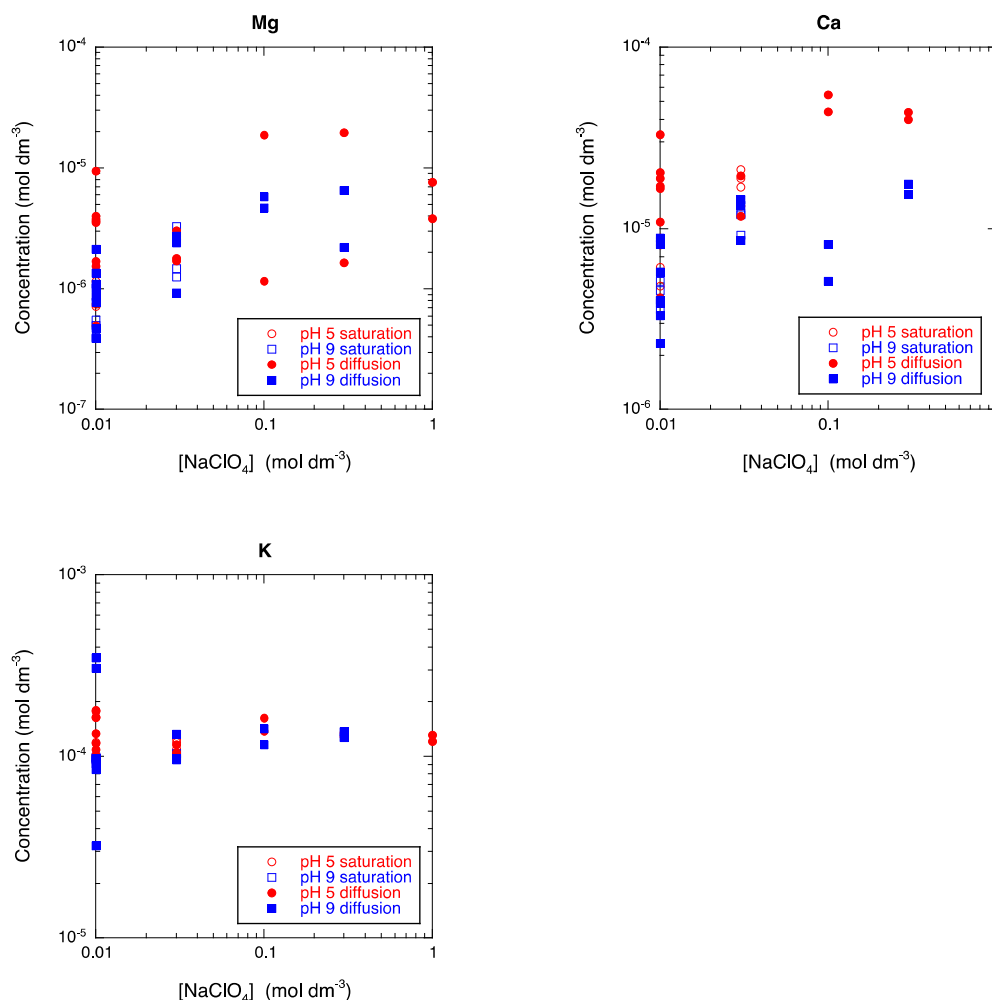 Mg
10⁻⁴
10⁻⁵
10⁻⁶
10⁻⁷
Concentration (mol dm⁻³)
0.01
0.1
1
[NaClO₄] (mol dm⁻³)
pH 5 saturation
pH 9 saturation
pH 5 diffusion
pH 9 diffusion
Ca
10⁻⁴
10⁻⁵
10⁻⁶
Concentration (mol dm⁻³)
0.01
0.1
[NaClO₄] (mol dm⁻³)
pH 5 saturation
pH 9 saturation
pH 5 diffusion
pH 9 diffusion
K
10⁻³
10⁻⁴
10⁻⁵
Concentration (mol dm⁻³)
0.01
0.1
1
[NaClO₄] (mol dm⁻³)
pH 5 saturation
pH 9 saturation
pH 5 diffusion
pH 9 diffusion